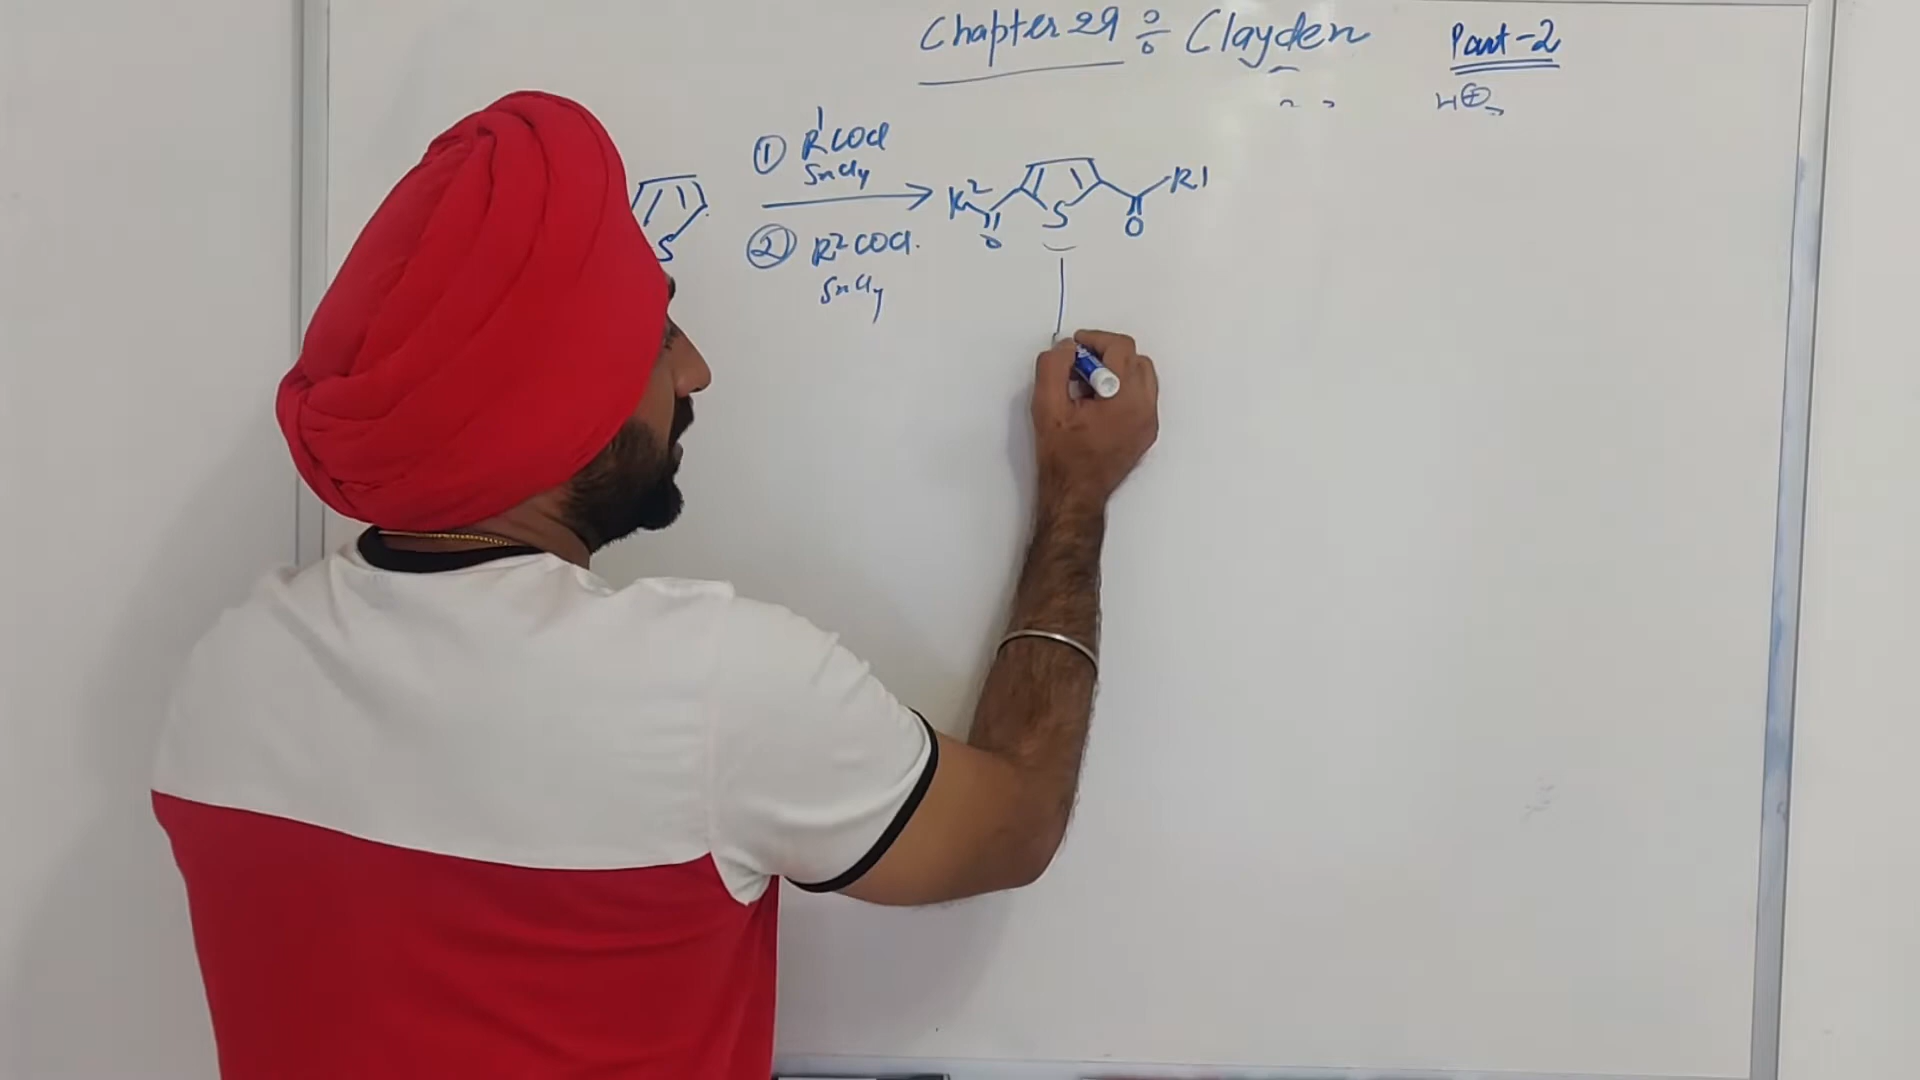 Chapter 29 ÷ Clayden Part-2
H⊕
① R¹COCl
SnCl₄
② R²COCl.
SnCl₄
S
R² O S O R1